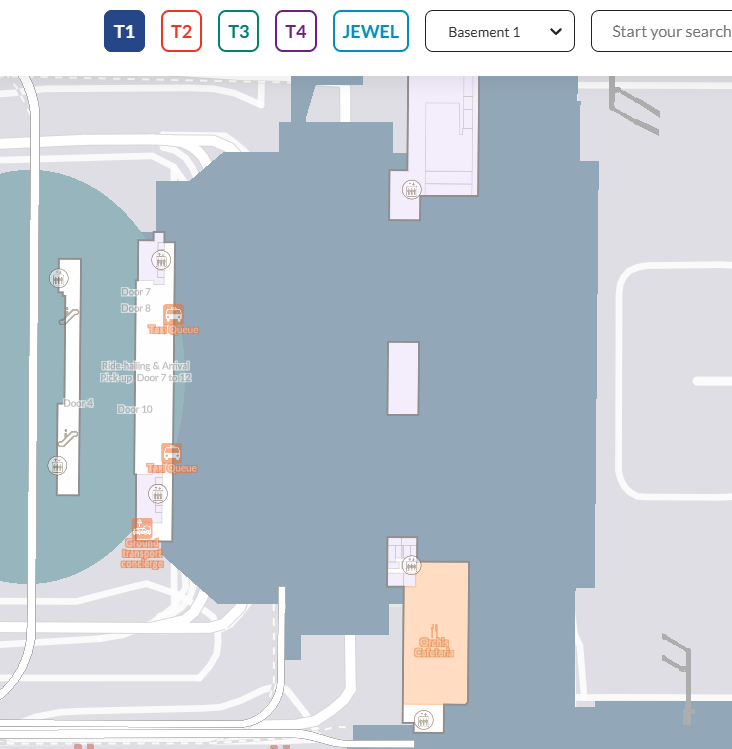 T1
T2
T3
T4
JEWEL
Basement 1
Start your search
Door 7
Door 8
Taxi Queue
Ride-hailing & Arrival
Pick-up Door 7 to 12
Door 4
Door 10
Taxi Queue
Ground
transport
concierge
Orchis
Cafeteria